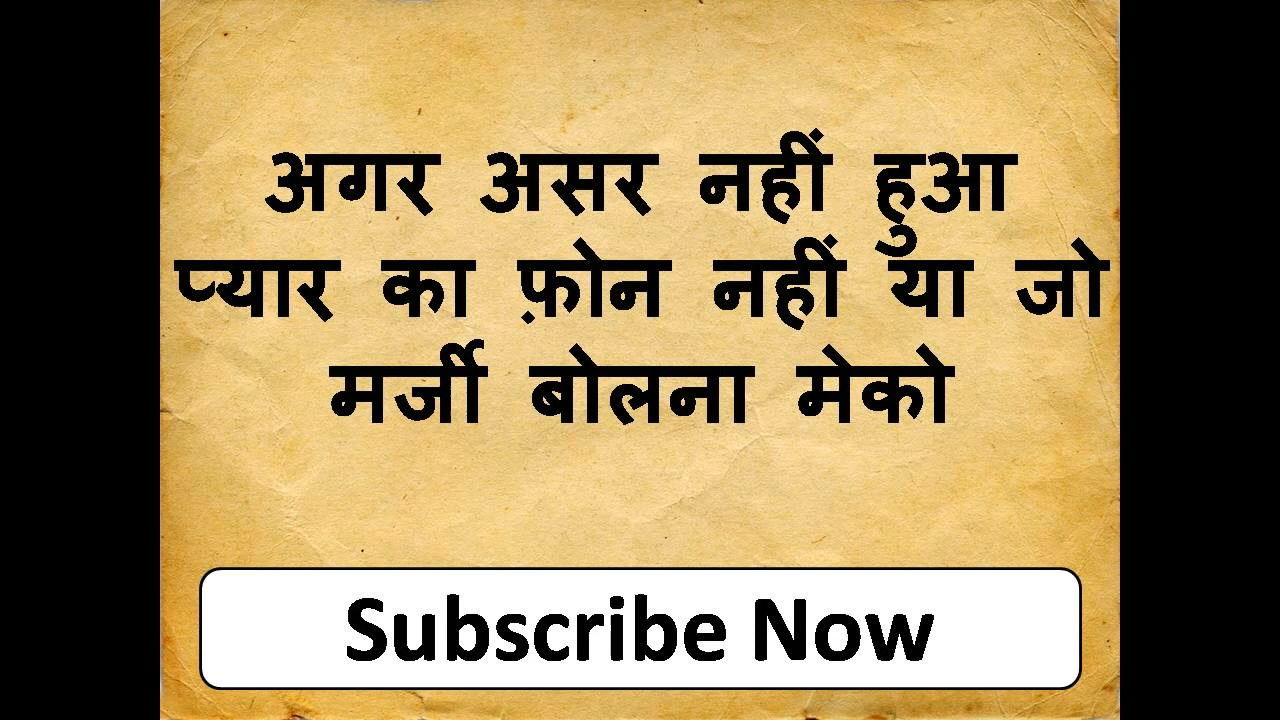 अगर असर नहीं हुआ
प्यार का फ़ोन नहीं या जो
मर्जी बोलना मेको
Subscribe Now